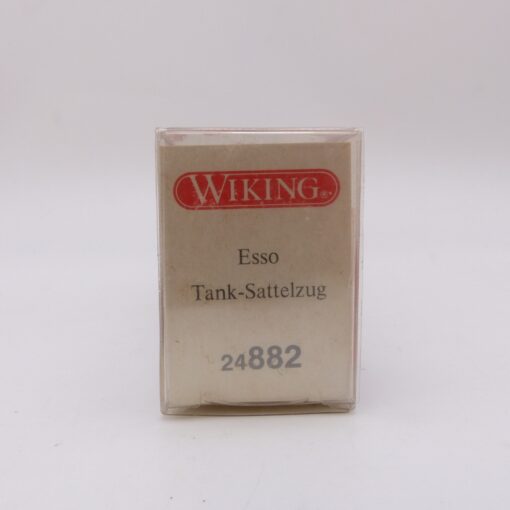 WIKING®
Esso
Tank-Sattelzug
24882